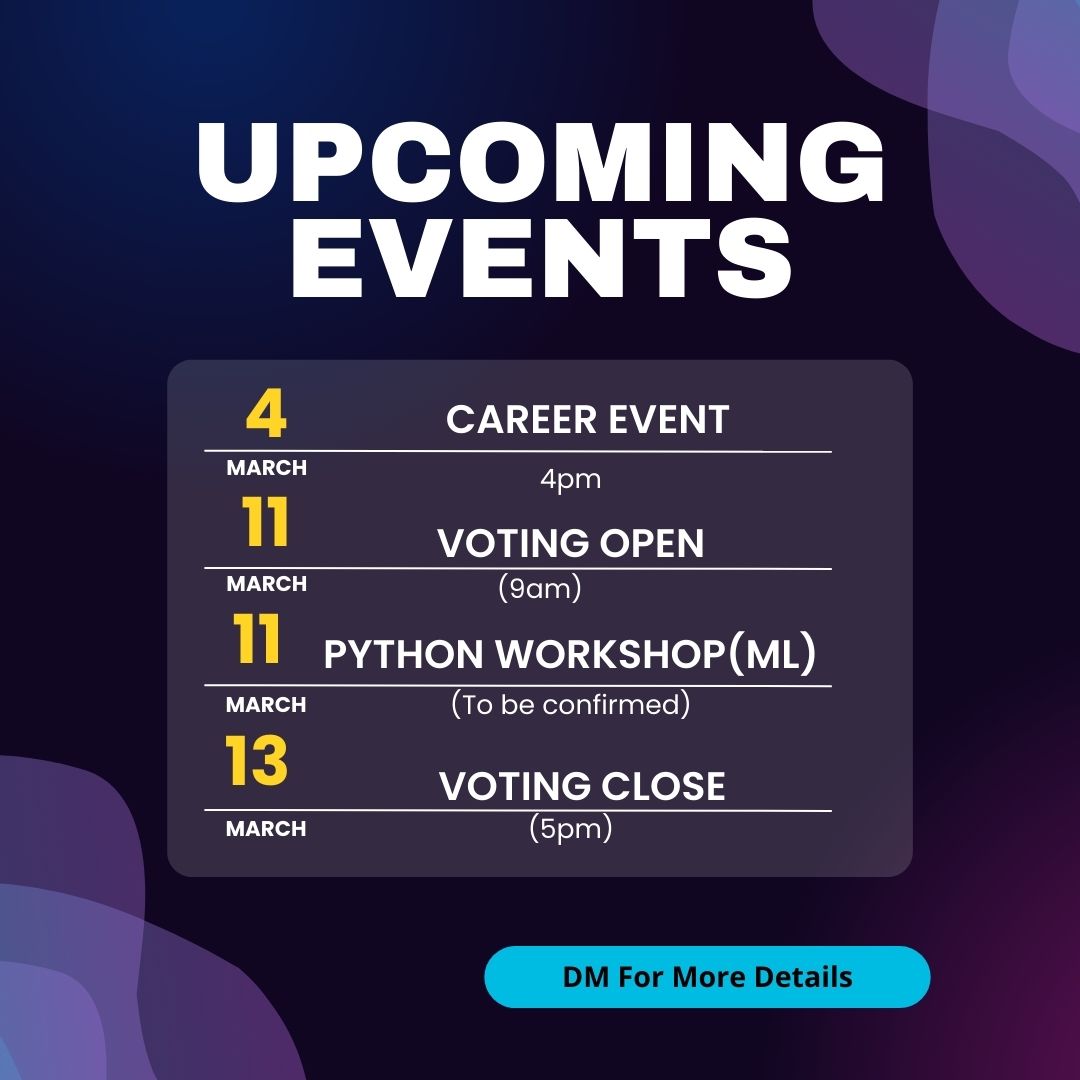 UPCOMING
EVENTS
4
CAREER EVENT
MARCH
4pm
11
VOTING OPEN
MARCH
(9am)
11
PYTHON WORKSHOP(ML)
MARCH
(To be confirmed)
13
VOTING CLOSE
MARCH
(5pm)
DM For More Details